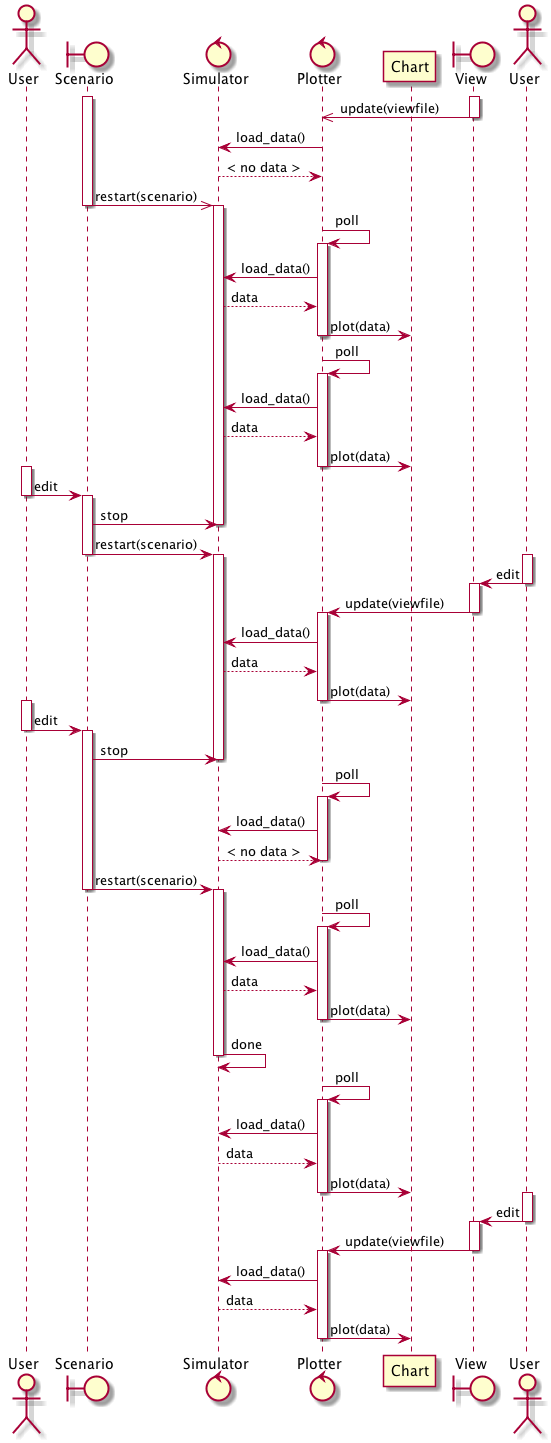 User Scenario Simulator Plotter Chart View User
update(viewfile)
load_data()
< no data >
restart(scenario)
poll
load_data()
data
plot(data)
poll
load_data()
data
plot(data)
edit
stop
restart(scenario)
edit
update(viewfile)
load_data()
data
plot(data)
edit
stop
poll
load_data()
< no data >
restart(scenario)
poll
load_data()
data
plot(data)
done
poll
load_data()
data
plot(data)
edit
update(viewfile)
load_data()
data
plot(data)
User Scenario Simulator Plotter Chart View User